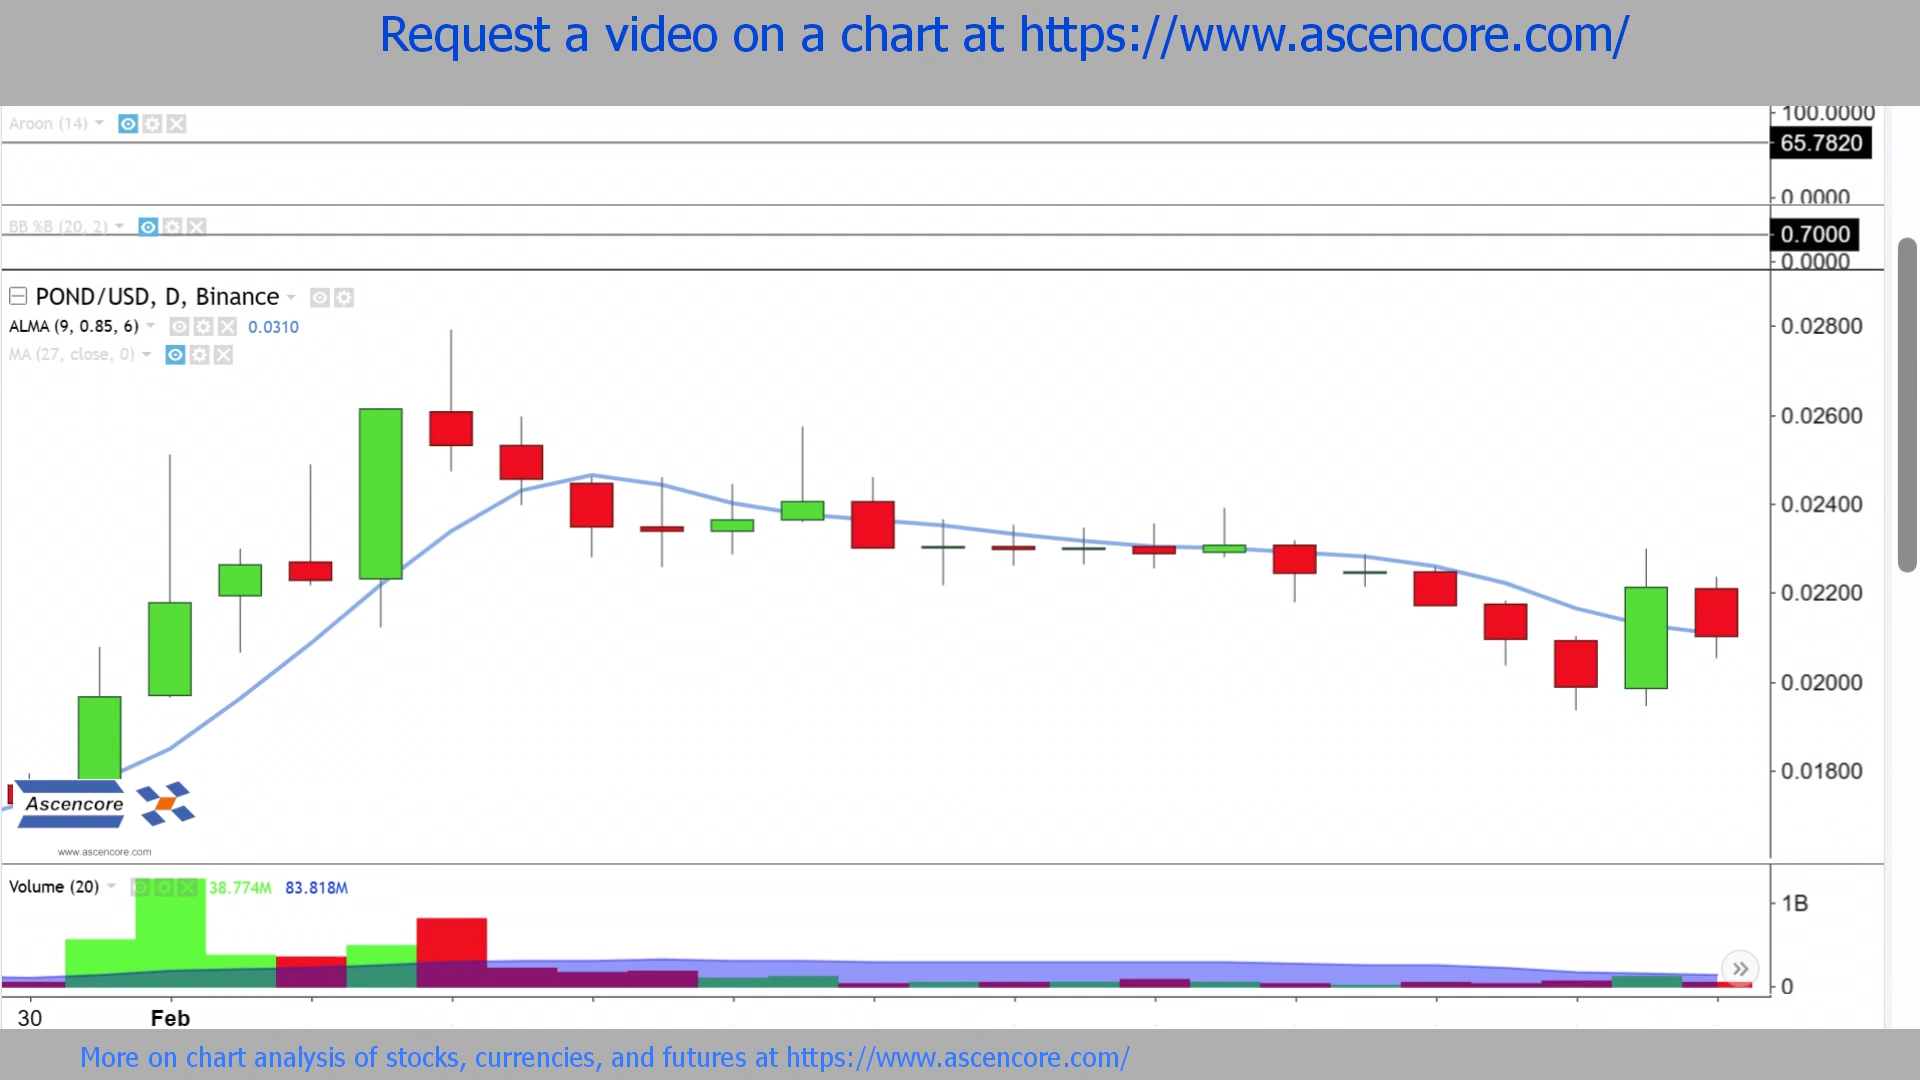 Request a video on a chart at https://www.ascencore.com/
Aroon (14)
100.0000
65.7820
0.0000
BB %B (20, 2)
0.7000
0.0000
POND/USD, D, Binance
ALMA (9, 0.85, 6) 0.0310
MA (27, close, 0)
0.02800
0.02600
0.02400
0.02200
0.02000
0.01800
Ascencore
www.ascencore.com
Volume (20) 38.774M 83.818M
1B
0
30 Feb
More on chart analysis of stocks, currencies, and futures at https://www.ascencore.com/